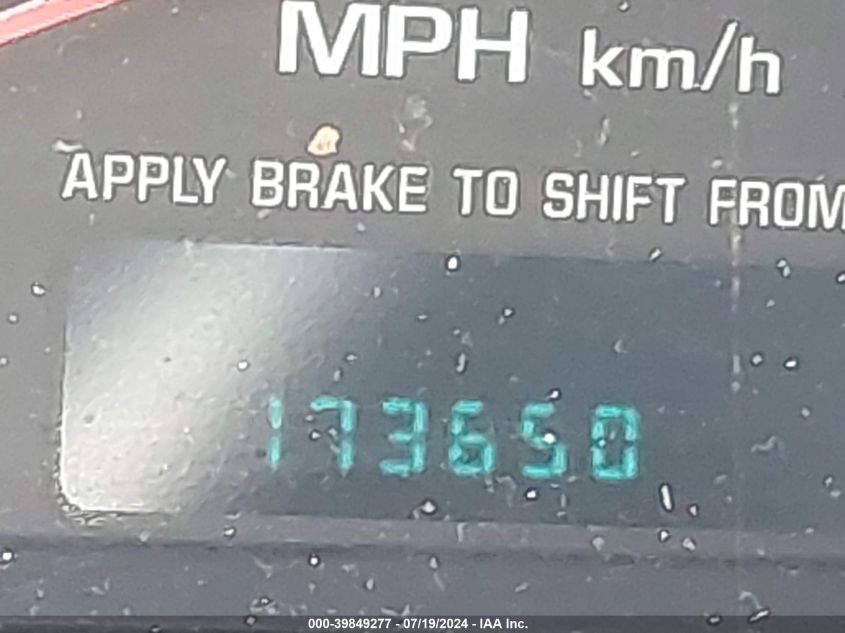 MPH km/h
APPLY BRAKE TO SHIFT FROM
173650
000-39849277 - 07/19/2024 - IAA Inc.